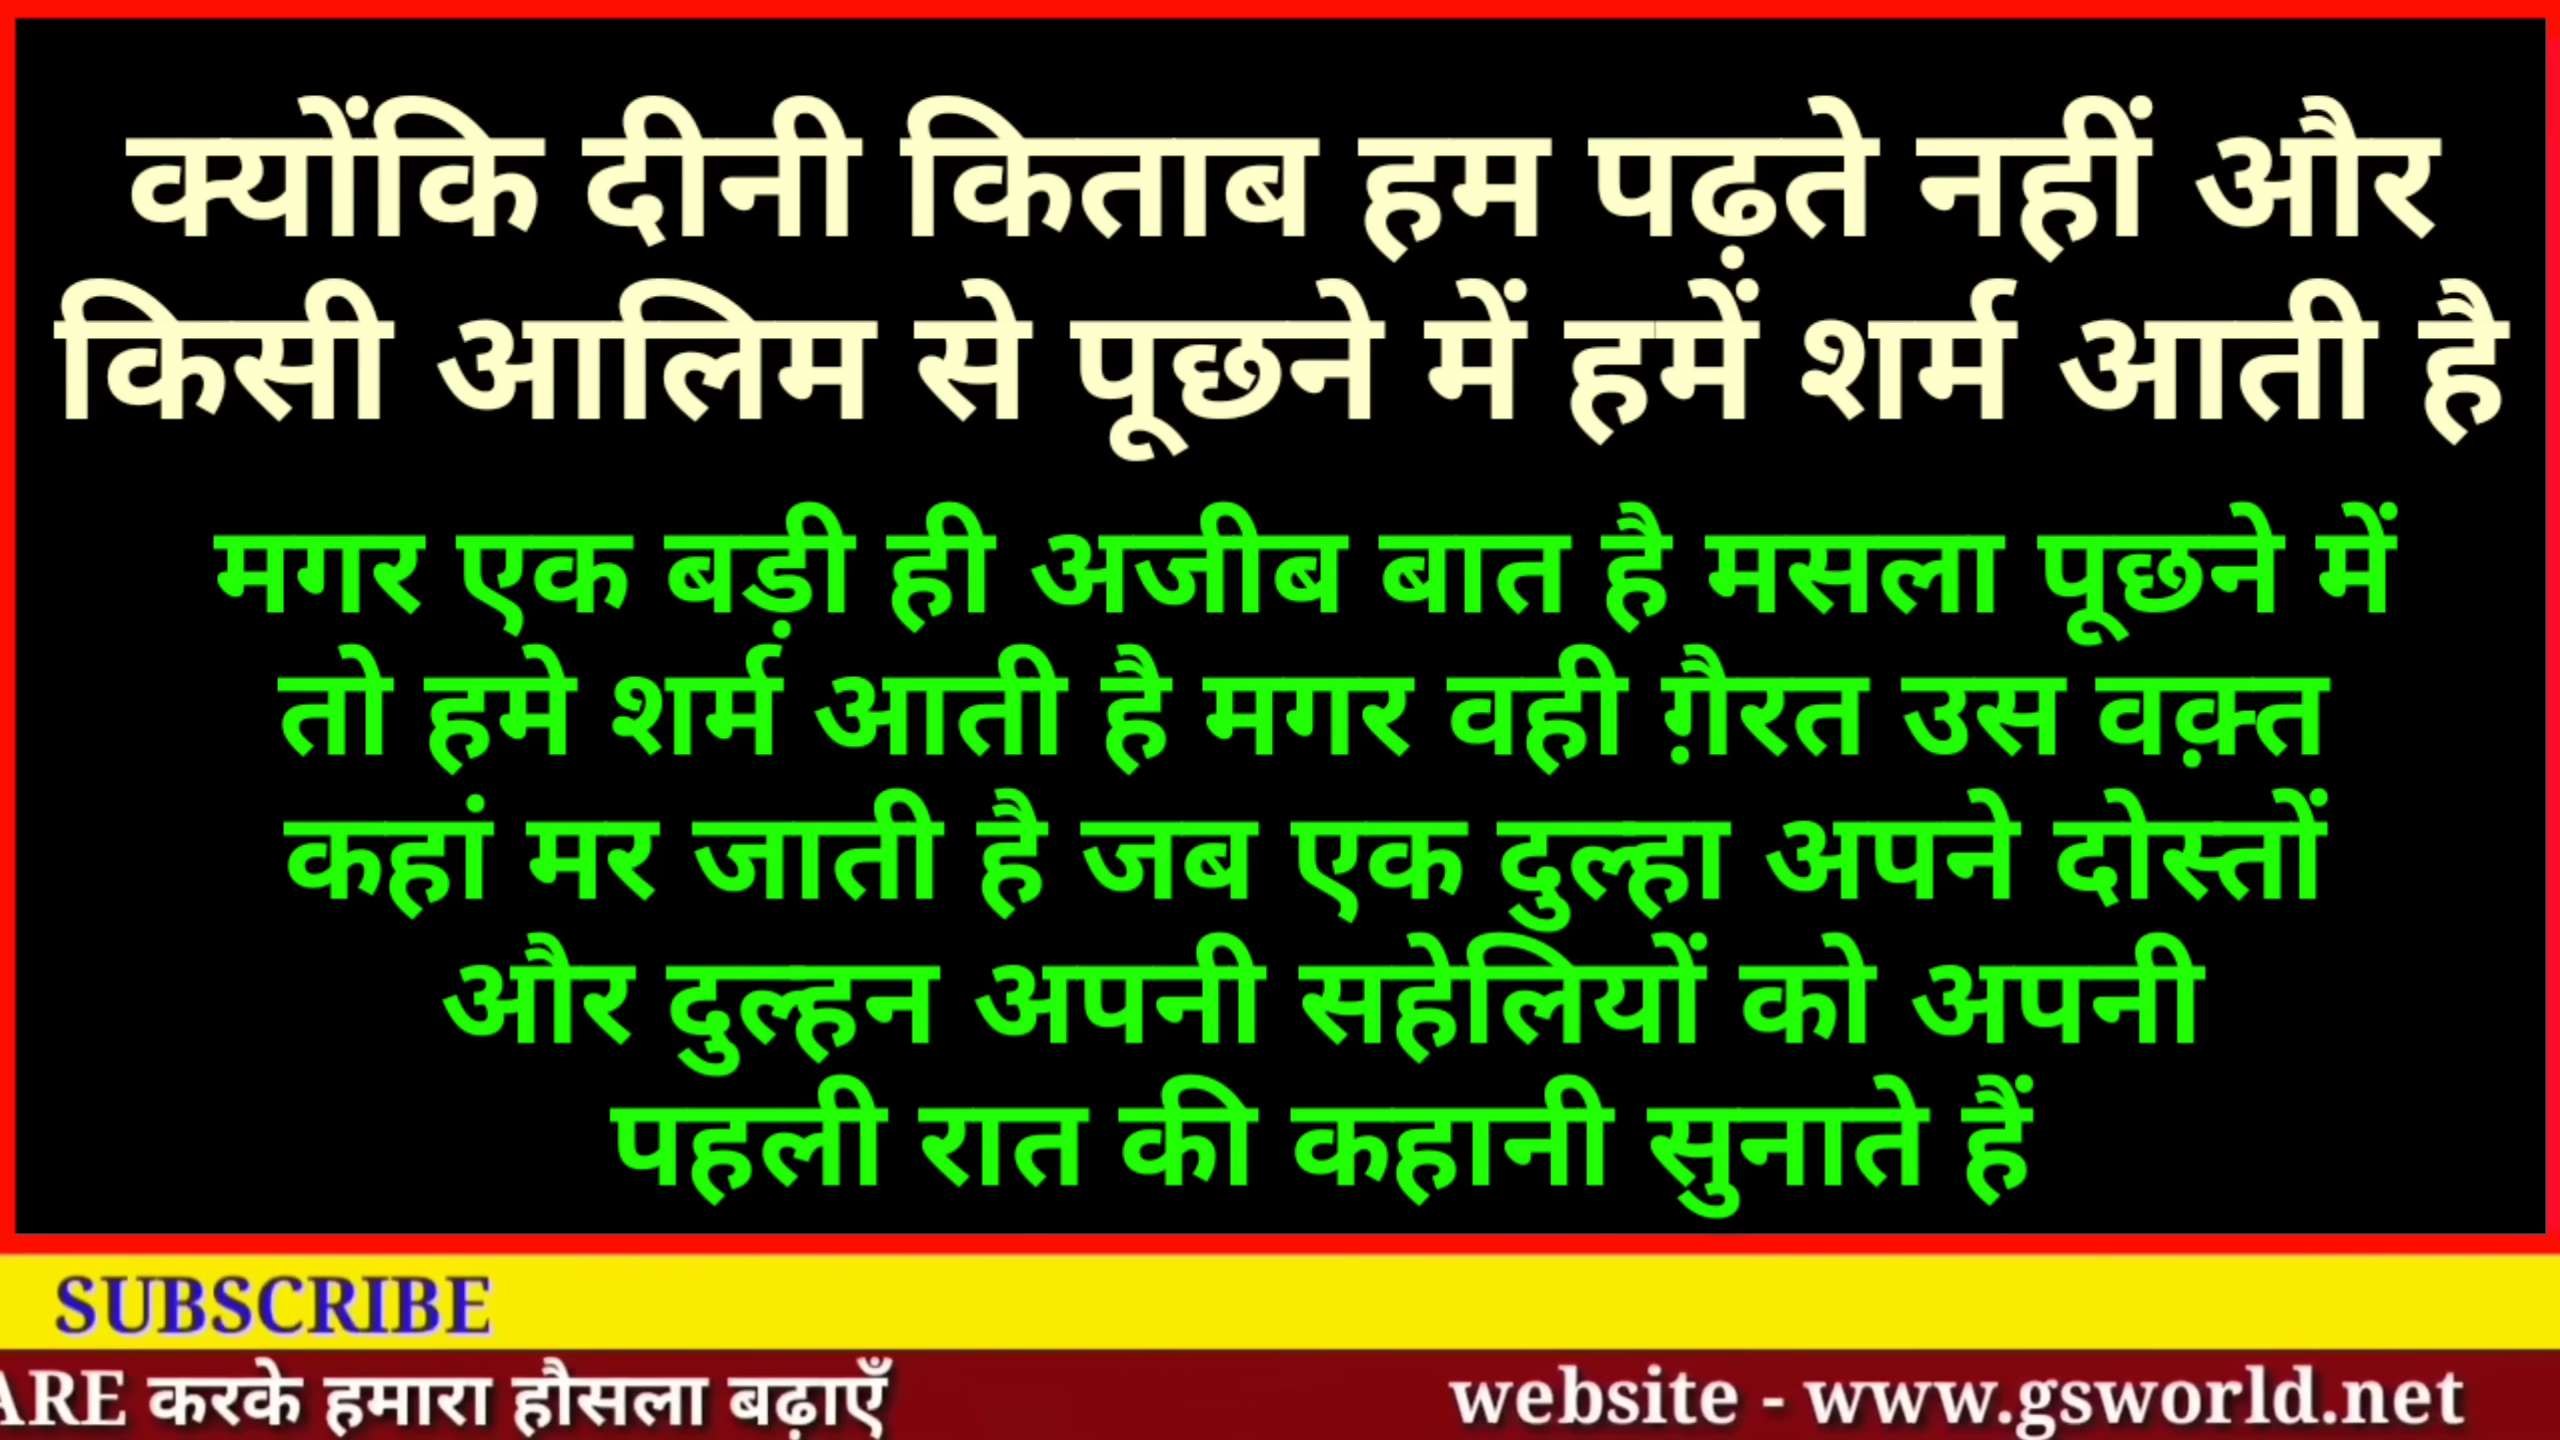 क्योंकि दीनी किताब हम पढ़ते नहीं और
किसी आलिम से पूछने में हमें शर्म आती है
मगर एक बड़ी ही अजीब बात है मसला पूछने में
तो हमे शर्म आती है मगर वही ग़ैरत उस वक़्त
कहां मर जाती है जब एक दुल्हा अपने दोस्तों
और दुल्हन अपनी सहेलियों को अपनी
पहली रात की कहानी सुनाते हैं
SUBSCRIBE
ARE करके हमारा हौसला बढ़ाएँ
website - www.gsworld.net